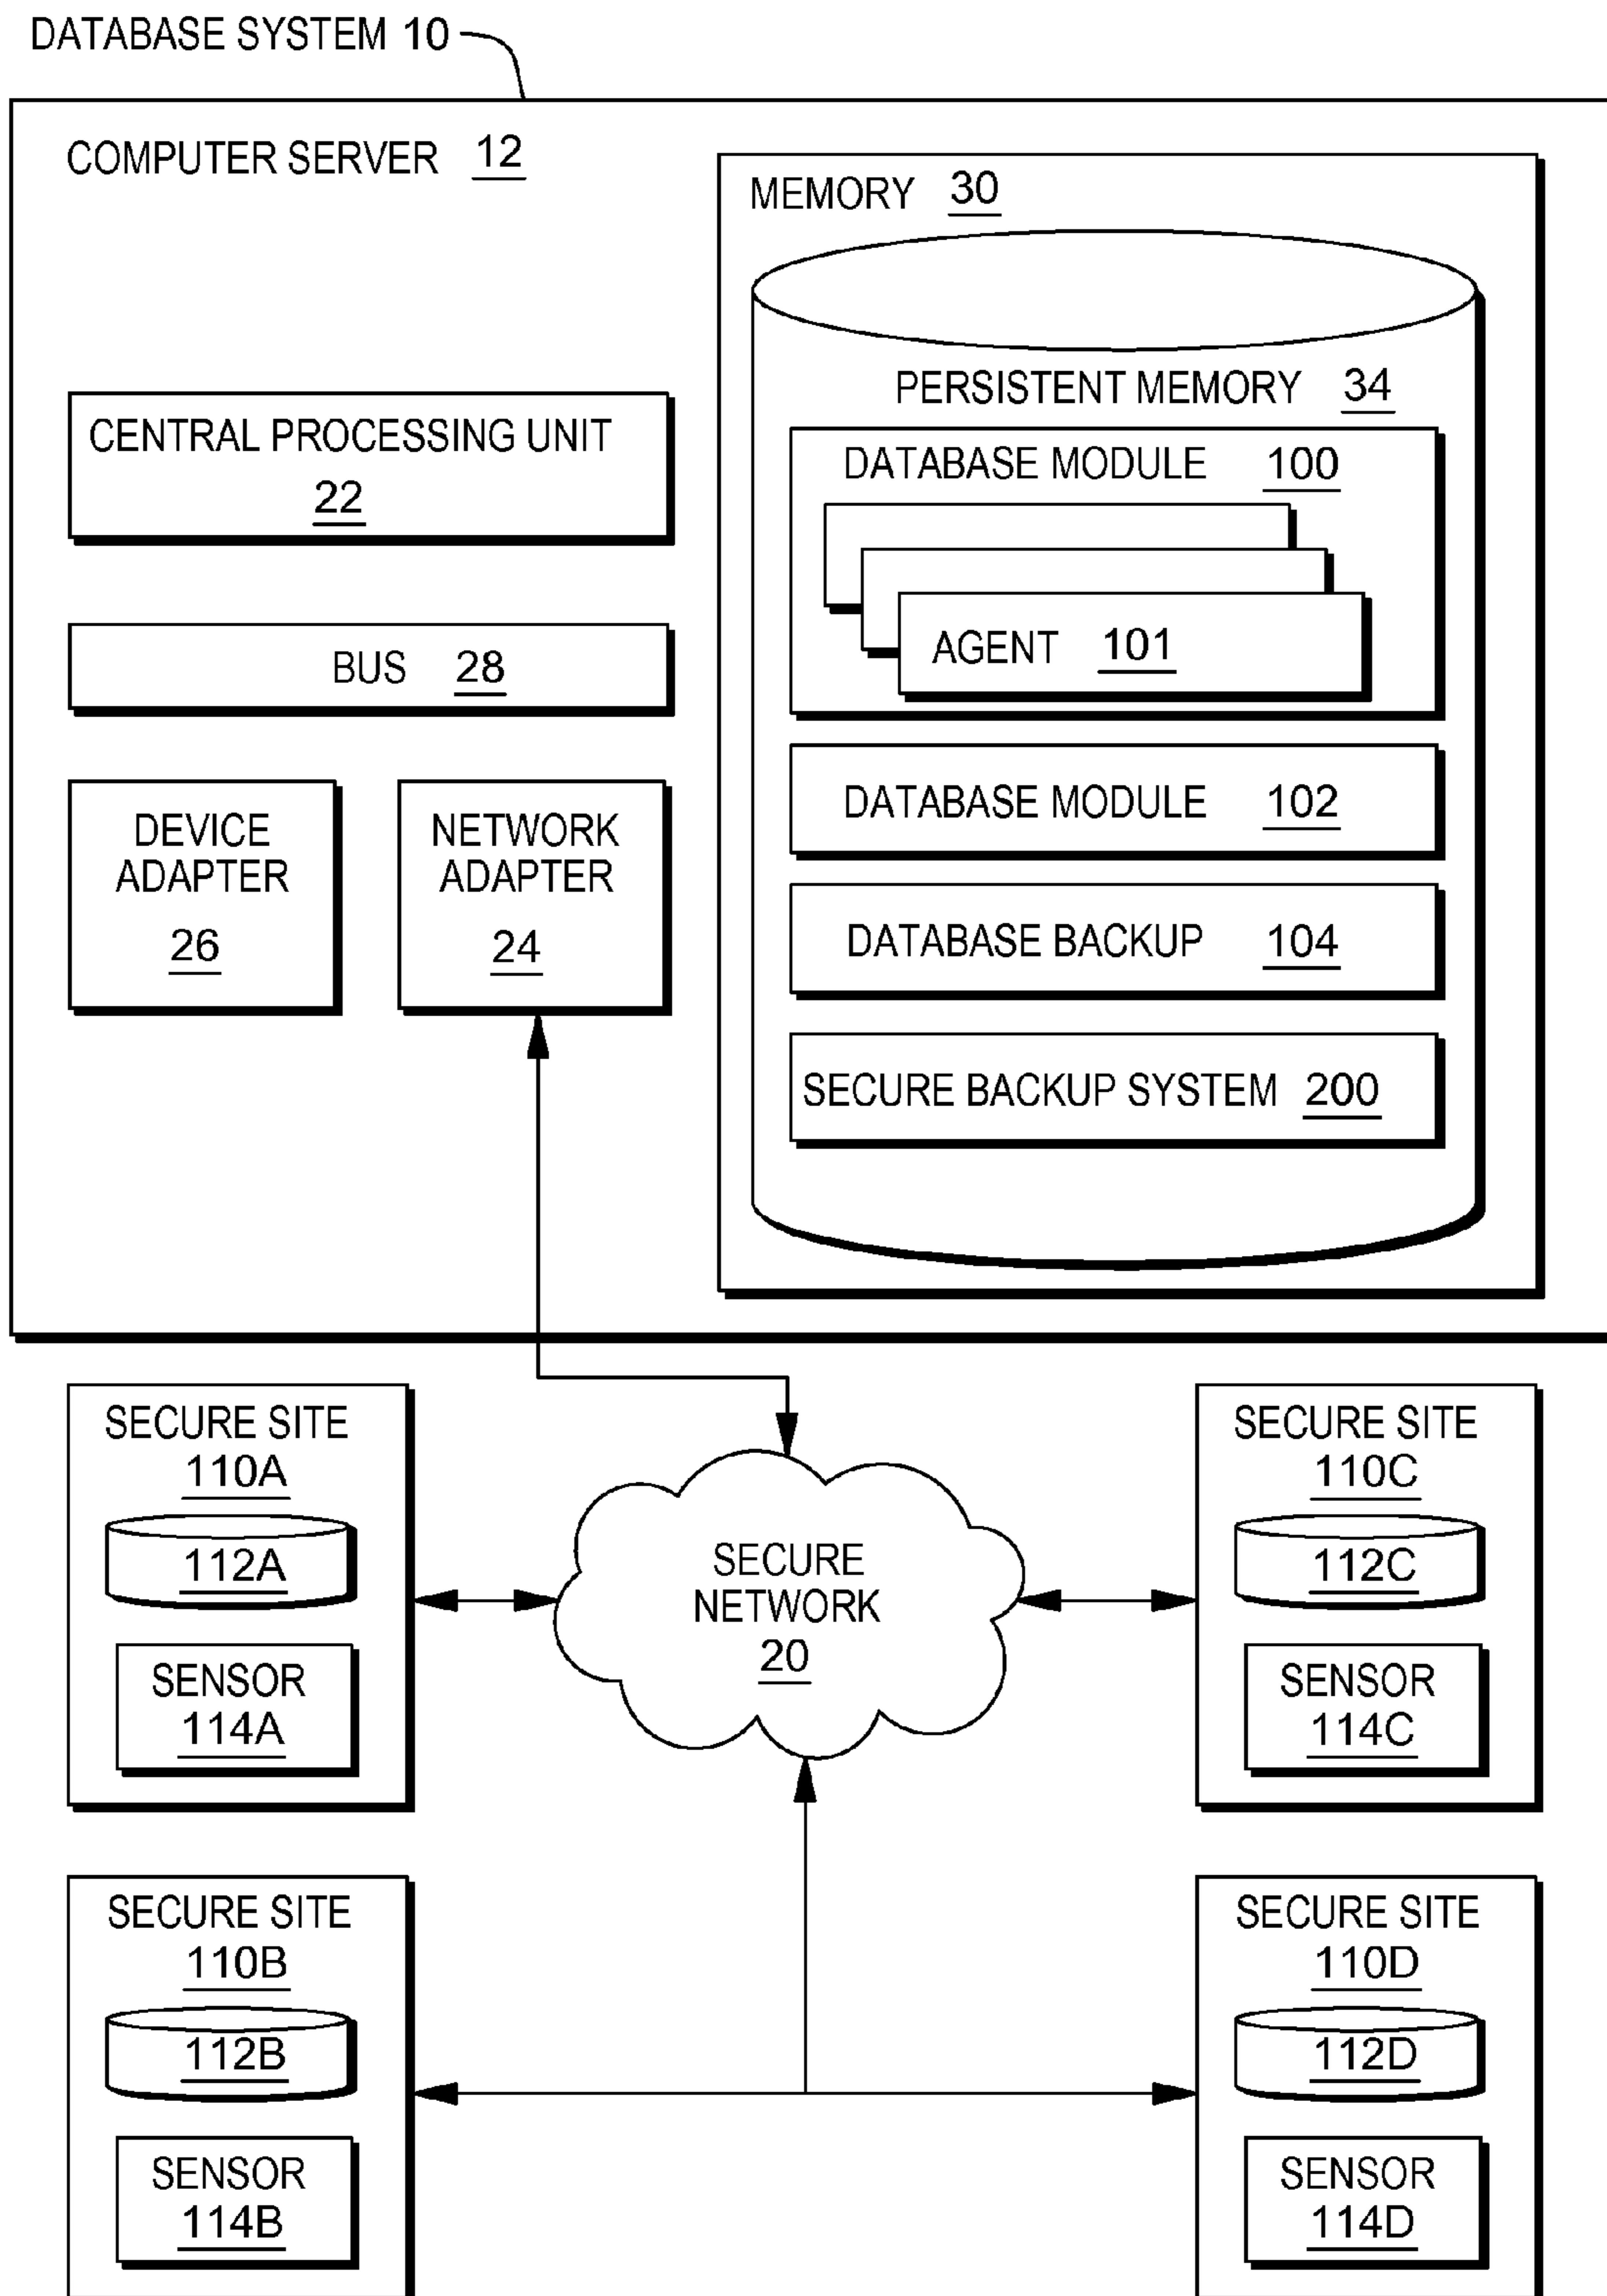 DATABASE SYSTEM 10
COMPUTER SERVER 12
MEMORY 30
PERSISTENT MEMORY 34
CENTRAL PROCESSING UNIT
22
DATABASE MODULE 100
AGENT 101
BUS 28
DEVICE
ADAPTER
26
NETWORK
ADAPTER
24
DATABASE MODULE 102
DATABASE BACKUP 104
SECURE BACKUP SYSTEM 200
SECURE SITE
110A
112A
SENSOR
114A
SECURE
NETWORK
20
SECURE SITE
110C
112C
SENSOR
114C
SECURE SITE
110B
112B
SENSOR
114B
SECURE SITE
110D
112D
SENSOR
114D